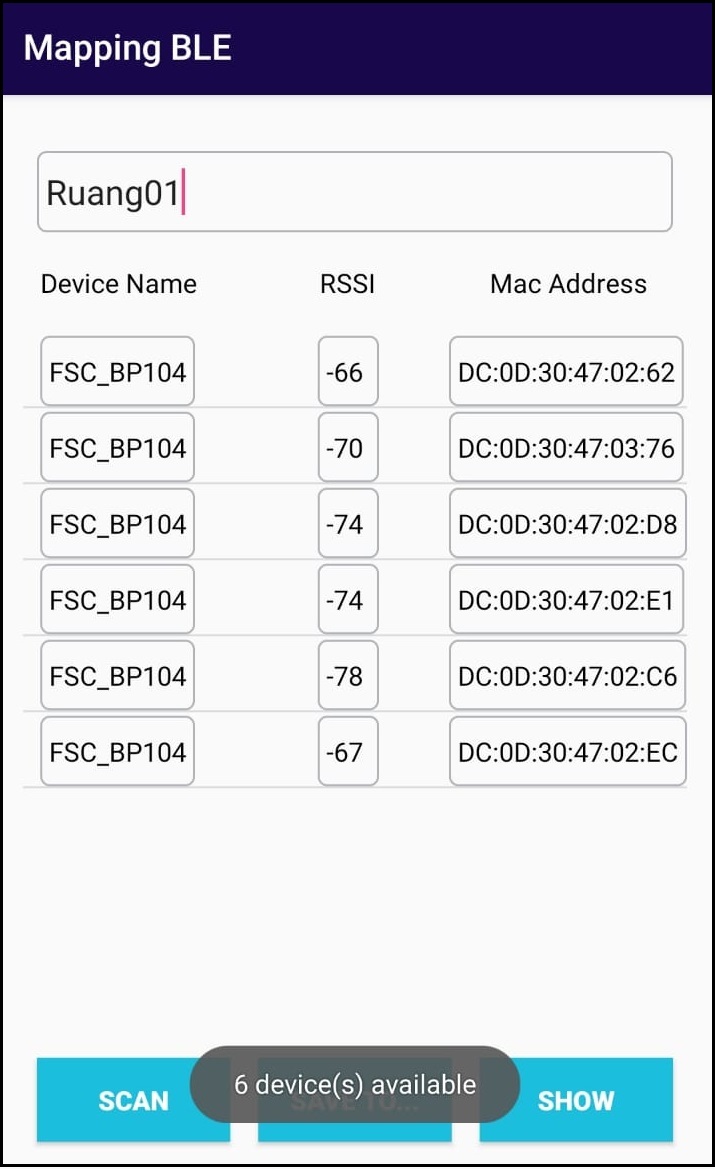 Mapping BLE
Ruang01
Device Name RSSI Mac Address
FSC_BP104 -66 DC:0D:30:47:02:62
FSC_BP104 -70 DC:0D:30:47:03:76
FSC_BP104 -74 DC:0D:30:47:02:D8
FSC_BP104 -74 DC:0D:30:47:02:E1
FSC_BP104 -78 DC:0D:30:47:02:C6
FSC_BP104 -67 DC:0D:30:47:02:EC
6 device(s) available
SCAN SAVE TO... SHOW